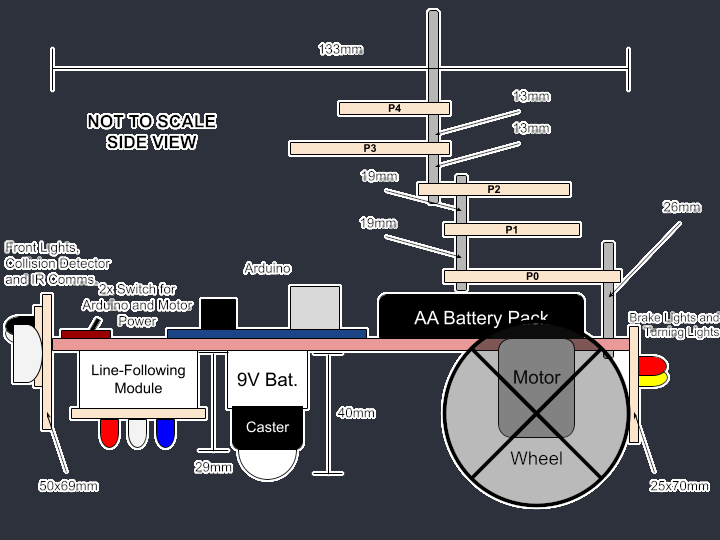 133mm
NOT TO SCALE
SIDE VIEW
P4
13mm
P3
13mm
19mm
P2
19mm
P1
26mm
P0
Front Lights,
Collision Detector
and IR Comms.
2x Switch for
Arduino and Motor
Power
Arduino
AA Battery Pack
Brake Lights and
Turning Lights
Line-Following
Module
9V Bat.
Caster
Motor
Wheel
40mm
29mm
50x69mm
25x70mm